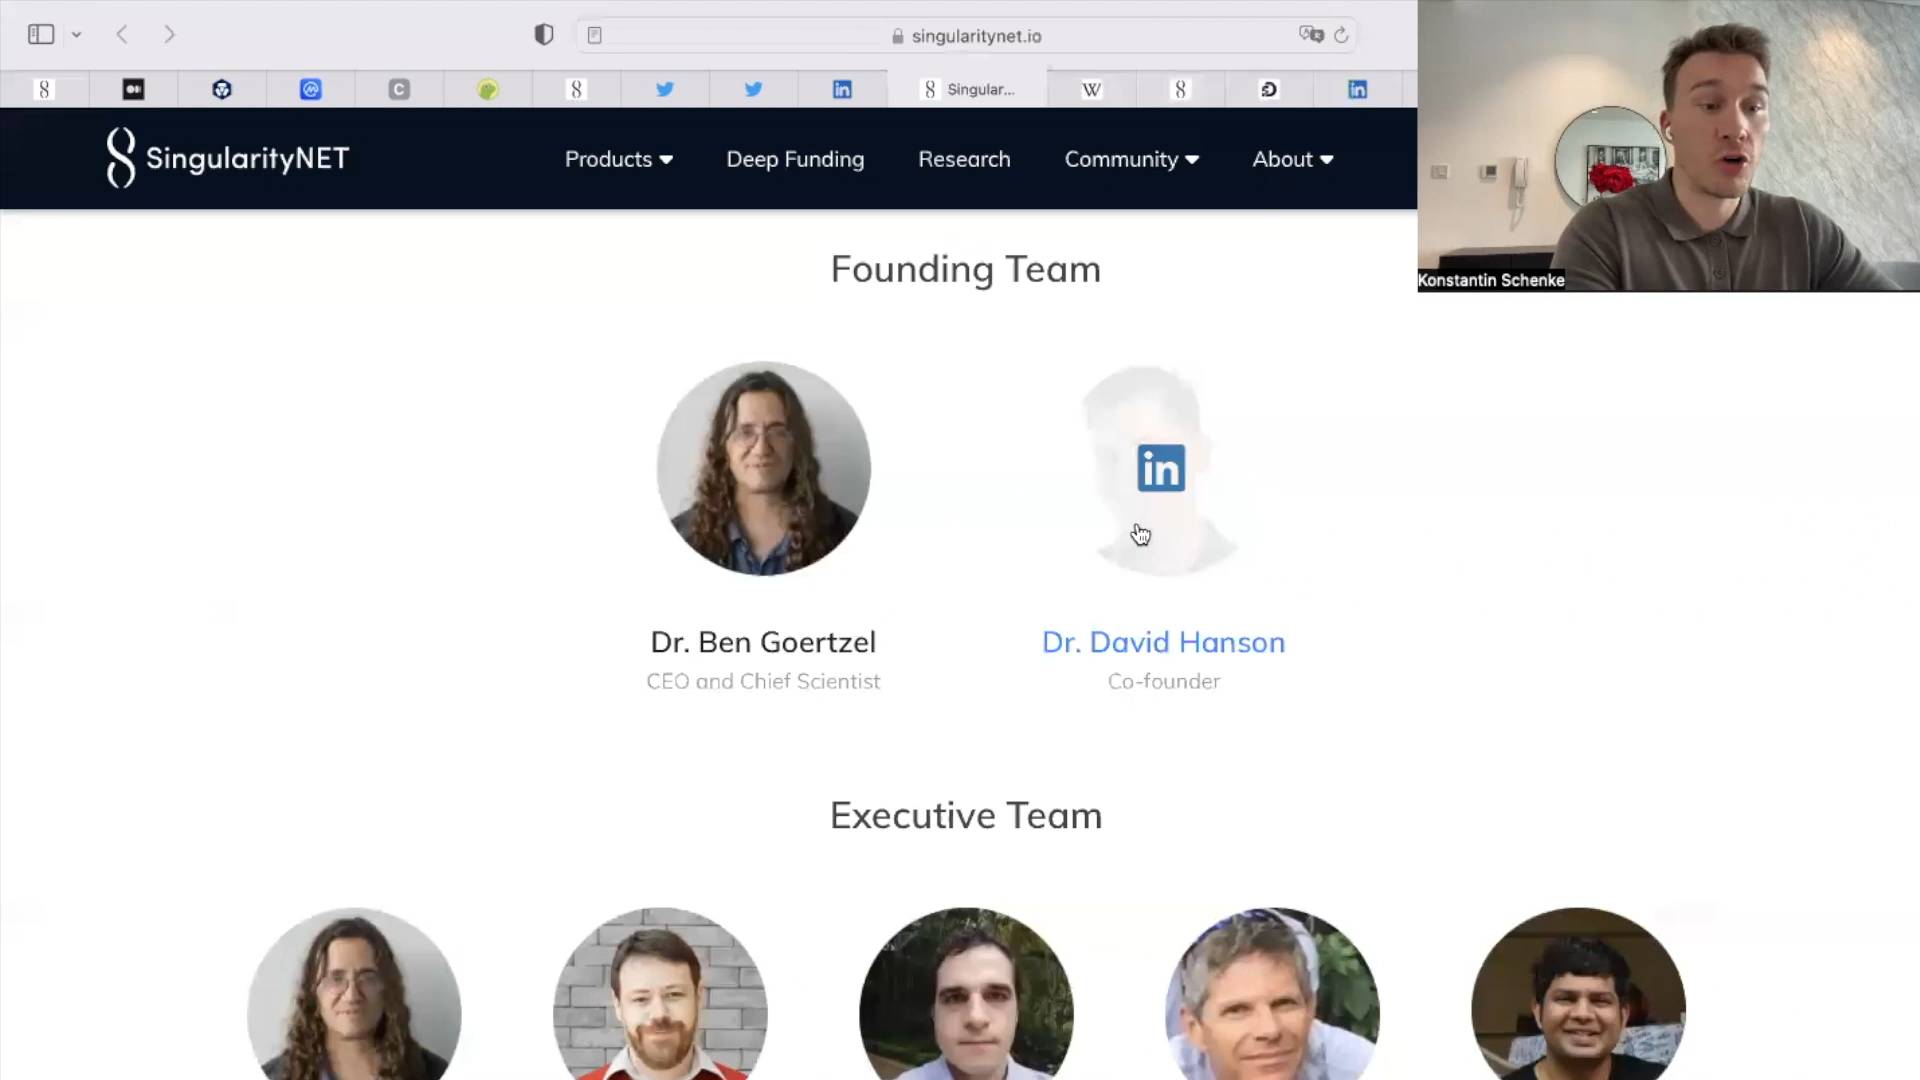 singularitynet.io
Singular...
SingularityNET
Products
Deep Funding
Research
Community
About
Konstantin Schenke
Founding Team
in
Dr. Ben Goertzel
CEO and Chief Scientist
Dr. David Hanson
Co-founder
Executive Team